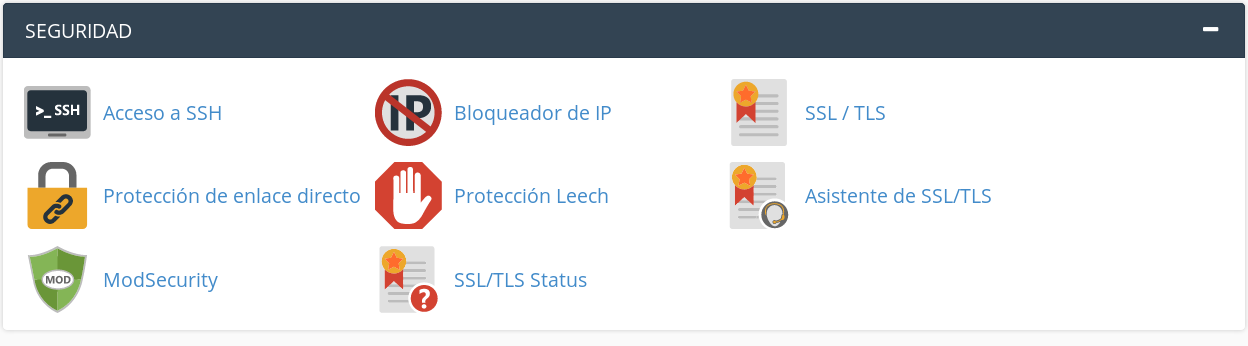 SEGURIDAD
>_ SSH
Acceso a SSH
IP
Bloqueador de IP
SSL / TLS
Protección de enlace directo
Protección Leech
Asistente de SSL/TLS
MOD
ModSecurity
?
SSL/TLS Status